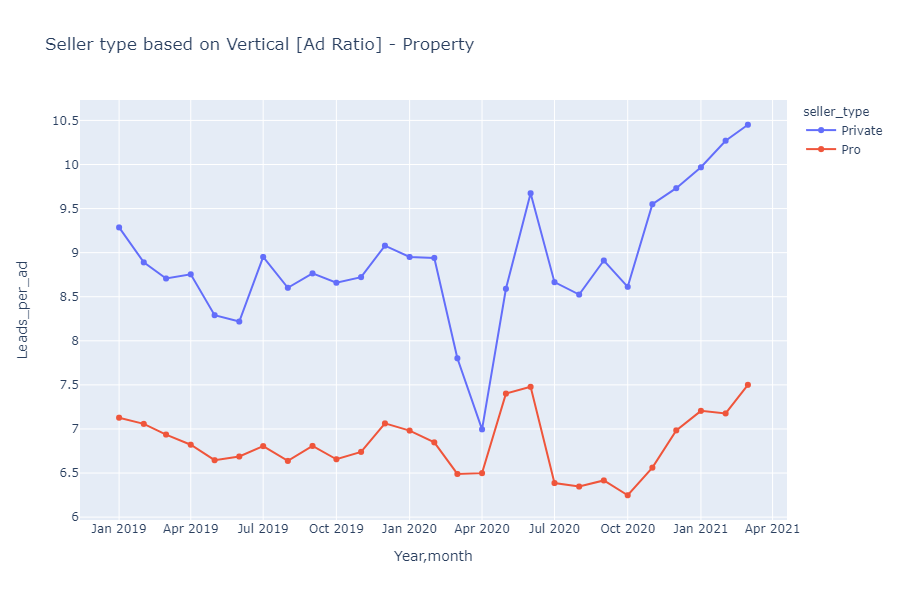 Seller type based on Vertical [Ad Ratio] - Property
seller_type
Private
Pro
10.5
10
9.5
9
8.5
8
7.5
7
6.5
6
Leads_per_ad
Jan 2019 Apr 2019 Jul 2019 Oct 2019 Jan 2020 Apr 2020 Jul 2020 Oct 2020 Jan 2021 Apr 2021
Year,month